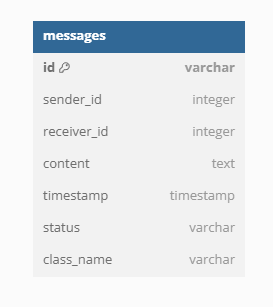 messages
id varchar
sender_id integer
receiver_id integer
content text
timestamp timestamp
status varchar
class_name varchar